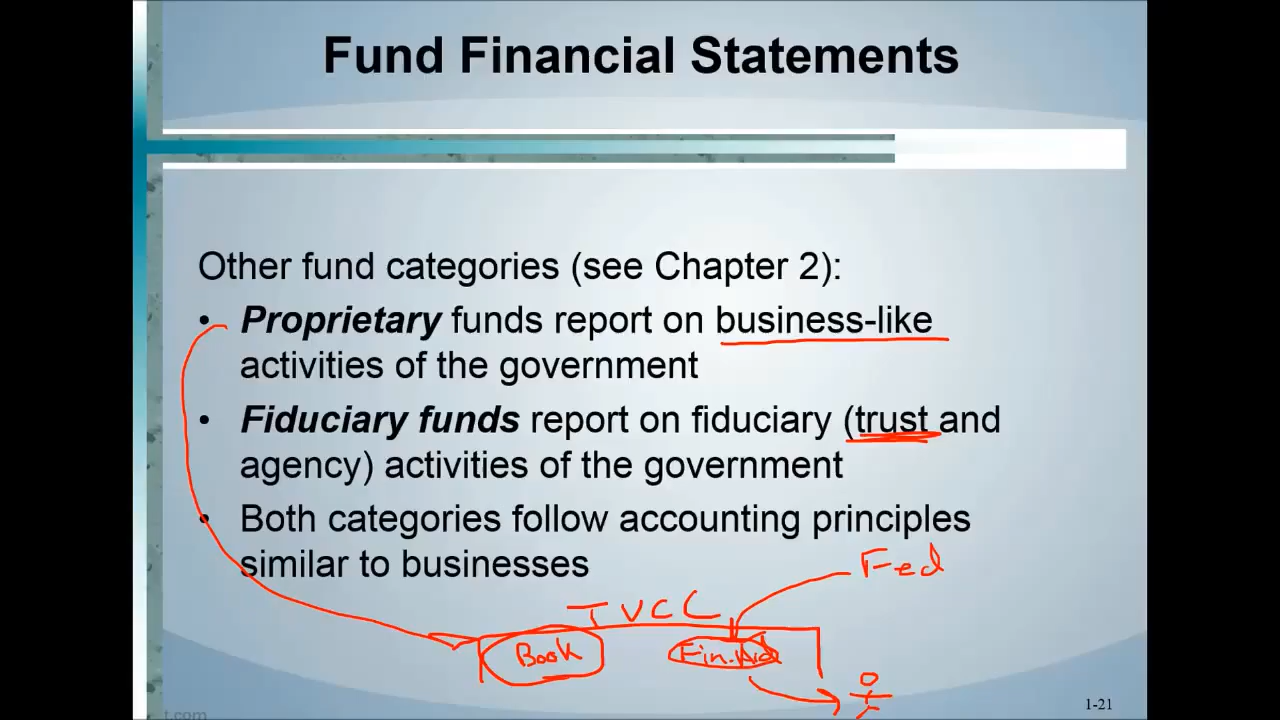 Fund Financial Statements
Other fund categories (see Chapter 2):
• Proprietary funds report on business-like
activities of the government
• Fiduciary funds report on fiduciary (trust and
agency) activities of the government
• Both categories follow accounting principles
similar to businesses
Fed
TVCC
Book
Fin.Aid
1-21
t.com